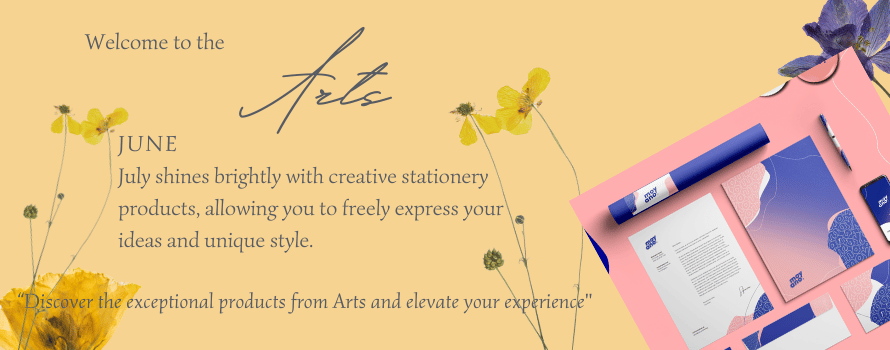 Welcome to the
Arts
JUNE
July shines brightly with creative stationery
products, allowing you to freely express your
ideas and unique style.
“Discover the exceptional products from Arts and elevate your experience"